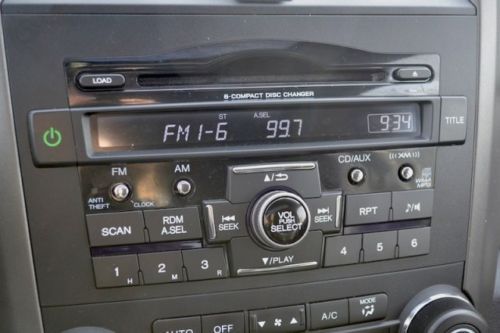 LOAD
6-COMPACT DISC CHANGER
ST A.SEL
FM1-6 99.7 9:34
TITLE
FM AM CD/AUX
ANTI THEFT
CLOCK
WMA MP3
SCAN RDM A.SEL
SEEK VOL PUSH SELECT SEEK
RPT
▼/PLAY
1 H 2 M 3 R 4 5 6
MODE
AUTO OFF A/C